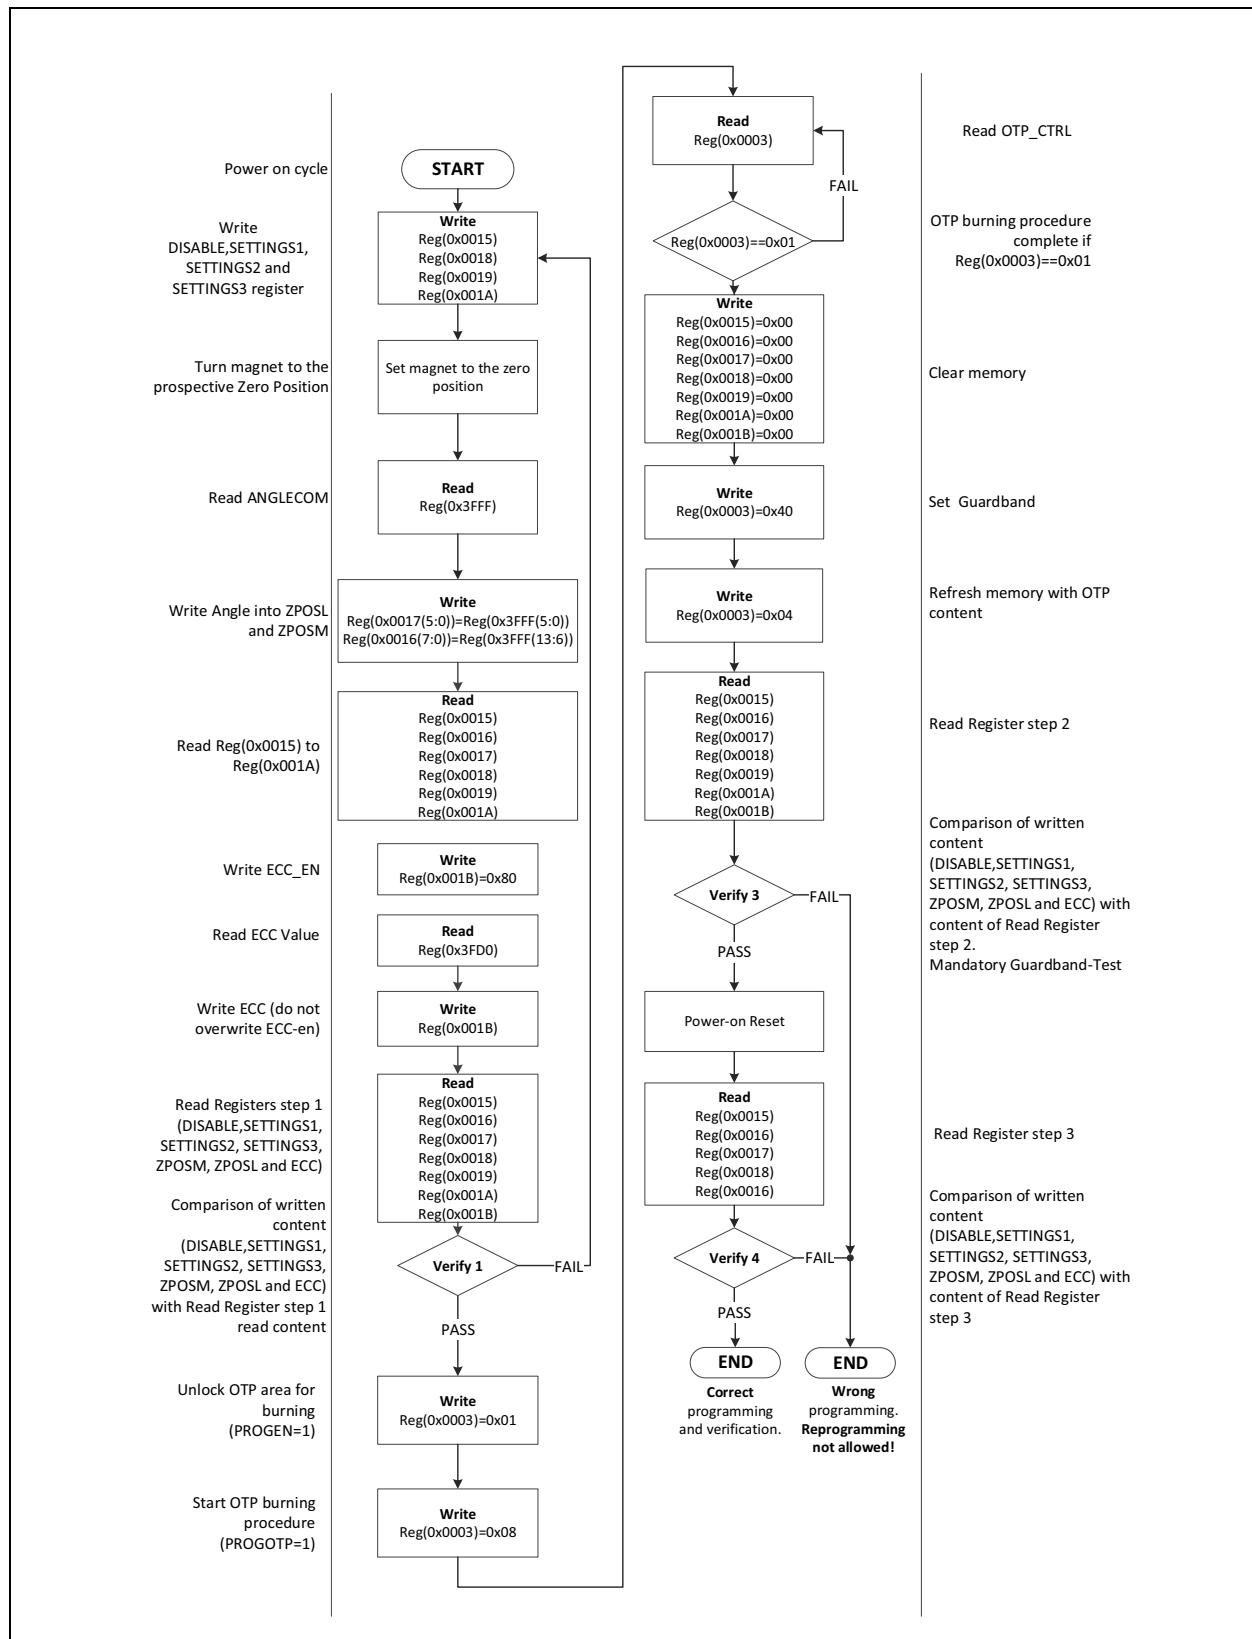 Power on cycle
START
Write
DISABLE,SETTINGS1,
SETTINGS2 and
SETTINGS3 register
Write
Reg(0x0015)
Reg(0x0018)
Reg(0x0019)
Reg(0x001A)
Turn magnet to the
prospective Zero Position
Set magnet to the zero
position
Read ANGLECOM
Read
Reg(0x3FFF)
Write Angle into ZPOSL
and ZPOSM
Write
Reg(0x0017(5:0))=Reg(0x3FFF(5:0))
Reg(0x0016(7:0))=Reg(0x3FFF(13:6))
Read Reg(0x0015) to
Reg(0x001A)
Read
Reg(0x0015)
Reg(0x0016)
Reg(0x0017)
Reg(0x0018)
Reg(0x0019)
Reg(0x001A)
Write ECC_EN
Write
Reg(0x001B)=0x80
Read ECC Value
Read
Reg(0x3FD0)
Write ECC (do not
overwrite ECC-en)
Write
Reg(0x001B)
Read Registers step 1
(DISABLE,SETTINGS1,
SETTINGS2, SETTINGS3,
ZPOSM, ZPOSL and ECC)
Read
Reg(0x0015)
Reg(0x0016)
Reg(0x0017)
Reg(0x0018)
Reg(0x0019)
Reg(0x001A)
Reg(0x001B)
Comparison of written
content
(DISABLE,SETTINGS1,
SETTINGS2, SETTINGS3,
ZPOSM, ZPOSL and ECC)
with Read Register step 1
read content
Verify 1
FAIL
PASS
Unlock OTP area for
burning
(PROGEN=1)
Write
Reg(0x0003)=0x01
Start OTP burning
procedure
(PROGOTP=1)
Write
Reg(0x0003)=0x08
Read
Reg(0x0003)
Read OTP_CTRL
FAIL
Reg(0x0003)==0x01
OTP burning procedure
complete if
Reg(0x0003)==0x01
Write
Reg(0x0015)=0x00
Reg(0x0016)=0x00
Reg(0x0017)=0x00
Reg(0x0018)=0x00
Reg(0x0019)=0x00
Reg(0x001A)=0x00
Reg(0x001B)=0x00
Clear memory
Write
Reg(0x0003)=0x40
Set Guardband
Write
Reg(0x0003)=0x04
Refresh memory with OTP
content
Read
Reg(0x0015)
Reg(0x0016)
Reg(0x0017)
Reg(0x0018)
Reg(0x0019)
Reg(0x001A)
Reg(0x001B)
Read Register step 2
Verify 3
FAIL
PASS
Comparison of written
content
(DISABLE,SETTINGS1,
SETTINGS2, SETTINGS3,
ZPOSM, ZPOSL and ECC) with
content of Read Register
step 2.
Mandatory Guardband-Test
Power-on Reset
Read
Reg(0x0015)
Reg(0x0016)
Reg(0x0017)
Reg(0x0018)
Reg(0x0016)
Read Register step 3
Verify 4
FAIL
PASS
Comparison of written
content
(DISABLE,SETTINGS1,
SETTINGS2, SETTINGS3,
ZPOSM, ZPOSL and ECC) with
content of Read Register
step 3
END
Correct
programming
and verification.
END
Wrong
programming.
Reprogramming
not allowed!